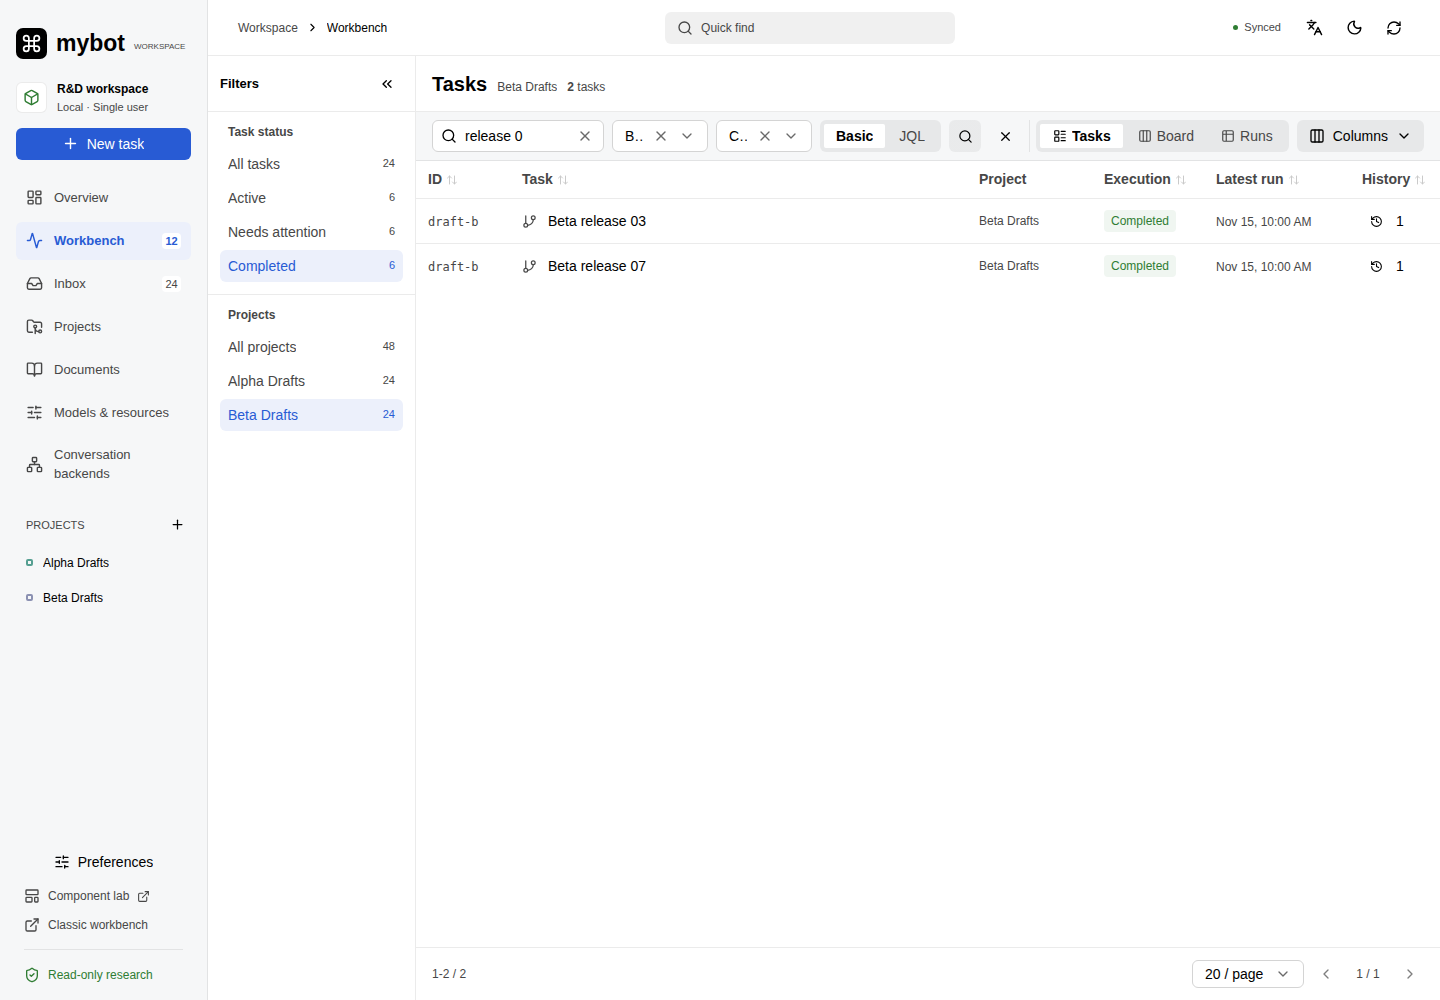 mybot WORKSPACE
R&D workspace
Local · Single user
New task
Overview
Workbench 12
Inbox 24
Projects
Documents
Models & resources
Conversation
backends
PROJECTS
Alpha Drafts
Beta Drafts
Preferences
Component lab
Classic workbench
Read-only research
Workspace Workbench
Quick find
Synced
Filters
Task status
All tasks 24
Active 6
Needs attention 6
Completed 6
Projects
All projects 48
Alpha Drafts 24
Beta Drafts 24
Tasks Beta Drafts 2 tasks
release 0 B.. C.. Basic JQL Tasks Board Runs Columns
ID Task Project Execution Latest run History
draft-b Beta release 03 Beta Drafts Completed Nov 15, 10:00 AM 1
draft-b Beta release 07 Beta Drafts Completed Nov 15, 10:00 AM 1
1-2 / 2 20 / page 1 / 1